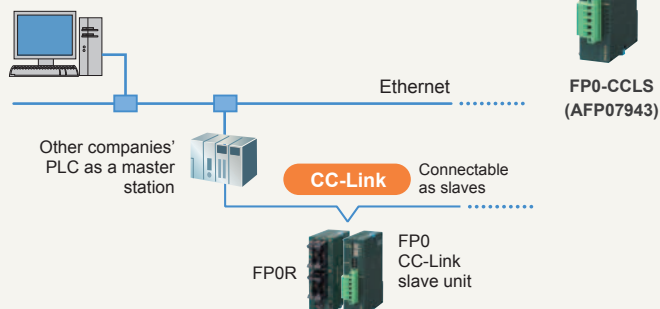 Ethernet
FP0-CCLS
(AFP07943)
Other companies'
PLC as a master
station
CC-Link
Connectable
as slaves
FP0R
FP0
CC-Link
slave unit